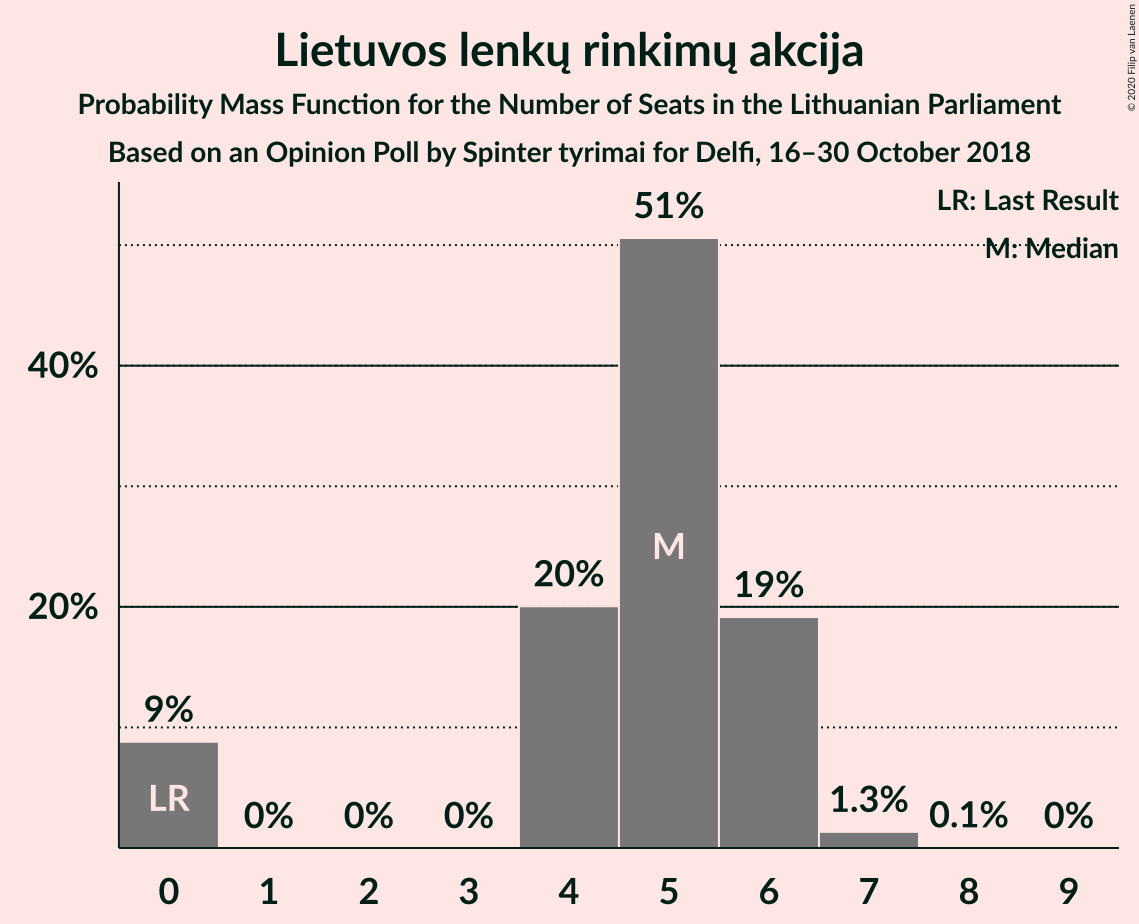 Lietuvos lenkų rinkimų akcija
Probability Mass Function for the Number of Seats in the Lithuanian Parliament
Based on an Opinion Poll by Spinter tyrimai for Delfi, 16–30 October 2018
© 2020 Filip van Laenen
LR: Last Result
M: Median
51%
40%
M
20%
19%
20%
9%
LR
0%
0%
0%
1.3%
0.1%
0%
0 1 2 3 4 5 6 7 8 9